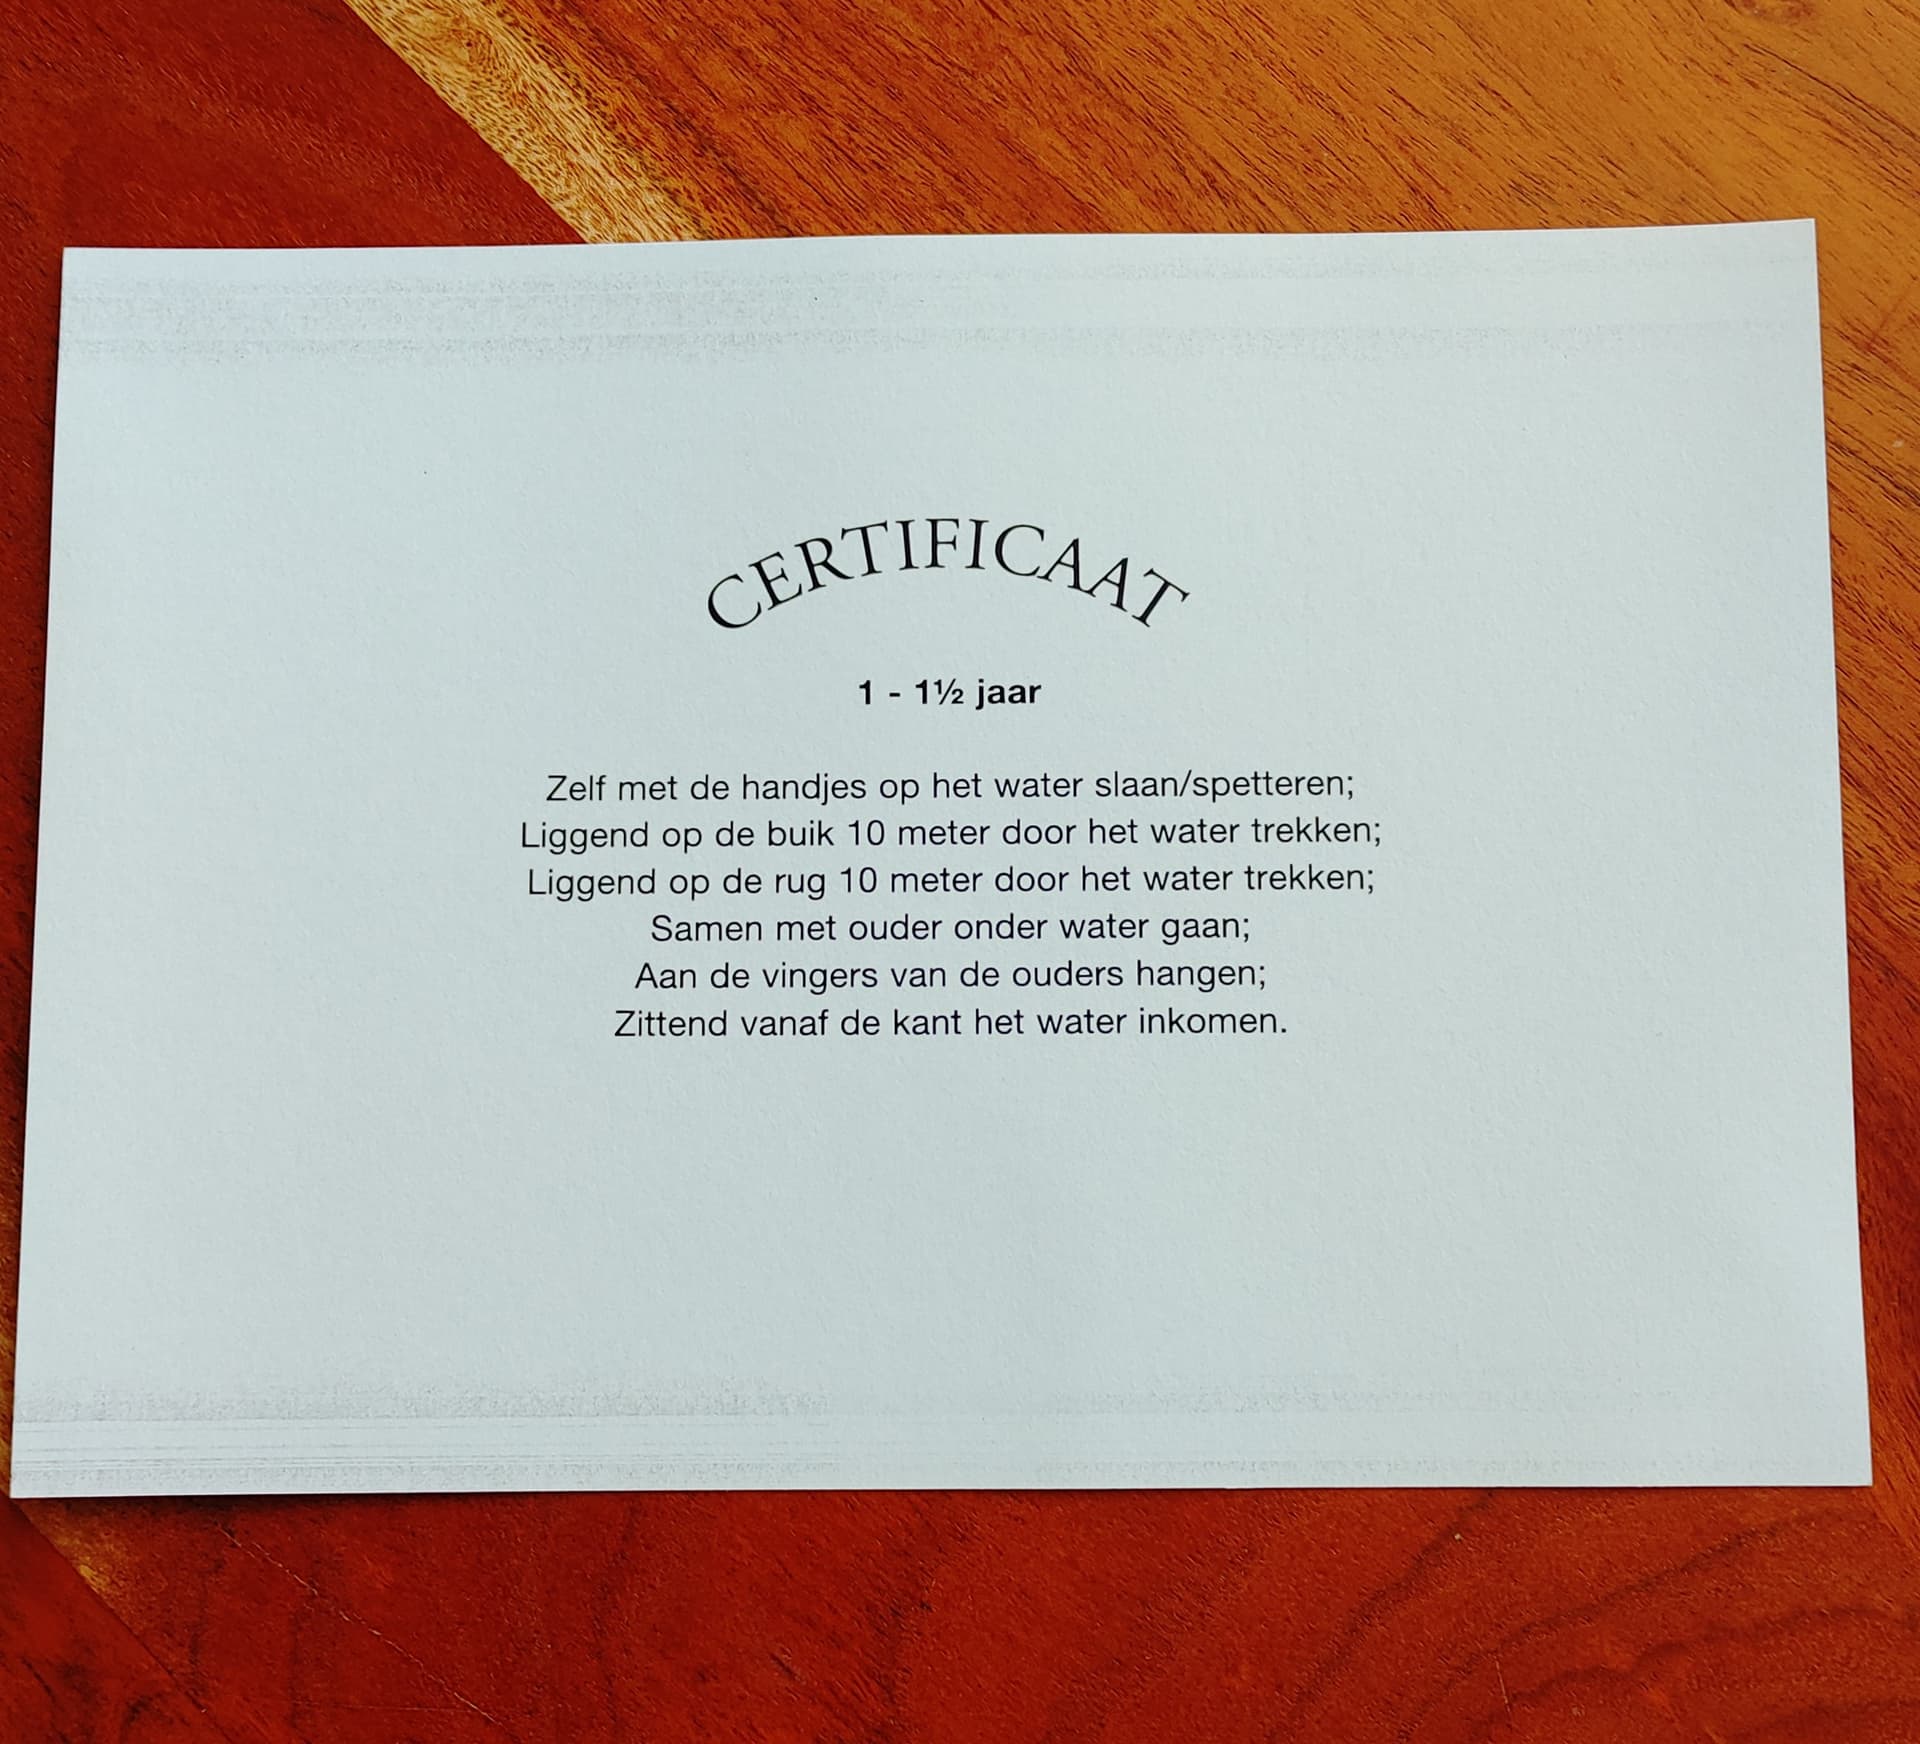 CERTIFICAAT
1 - 1½ jaar
Zelf met de handjes op het water slaan/spetteren;
Liggend op de buik 10 meter door het water trekken;
Liggend op de rug 10 meter door het water trekken;
Samen met ouder onder water gaan;
Aan de vingers van de ouders hangen;
Zittend vanaf de kant het water inkomen.